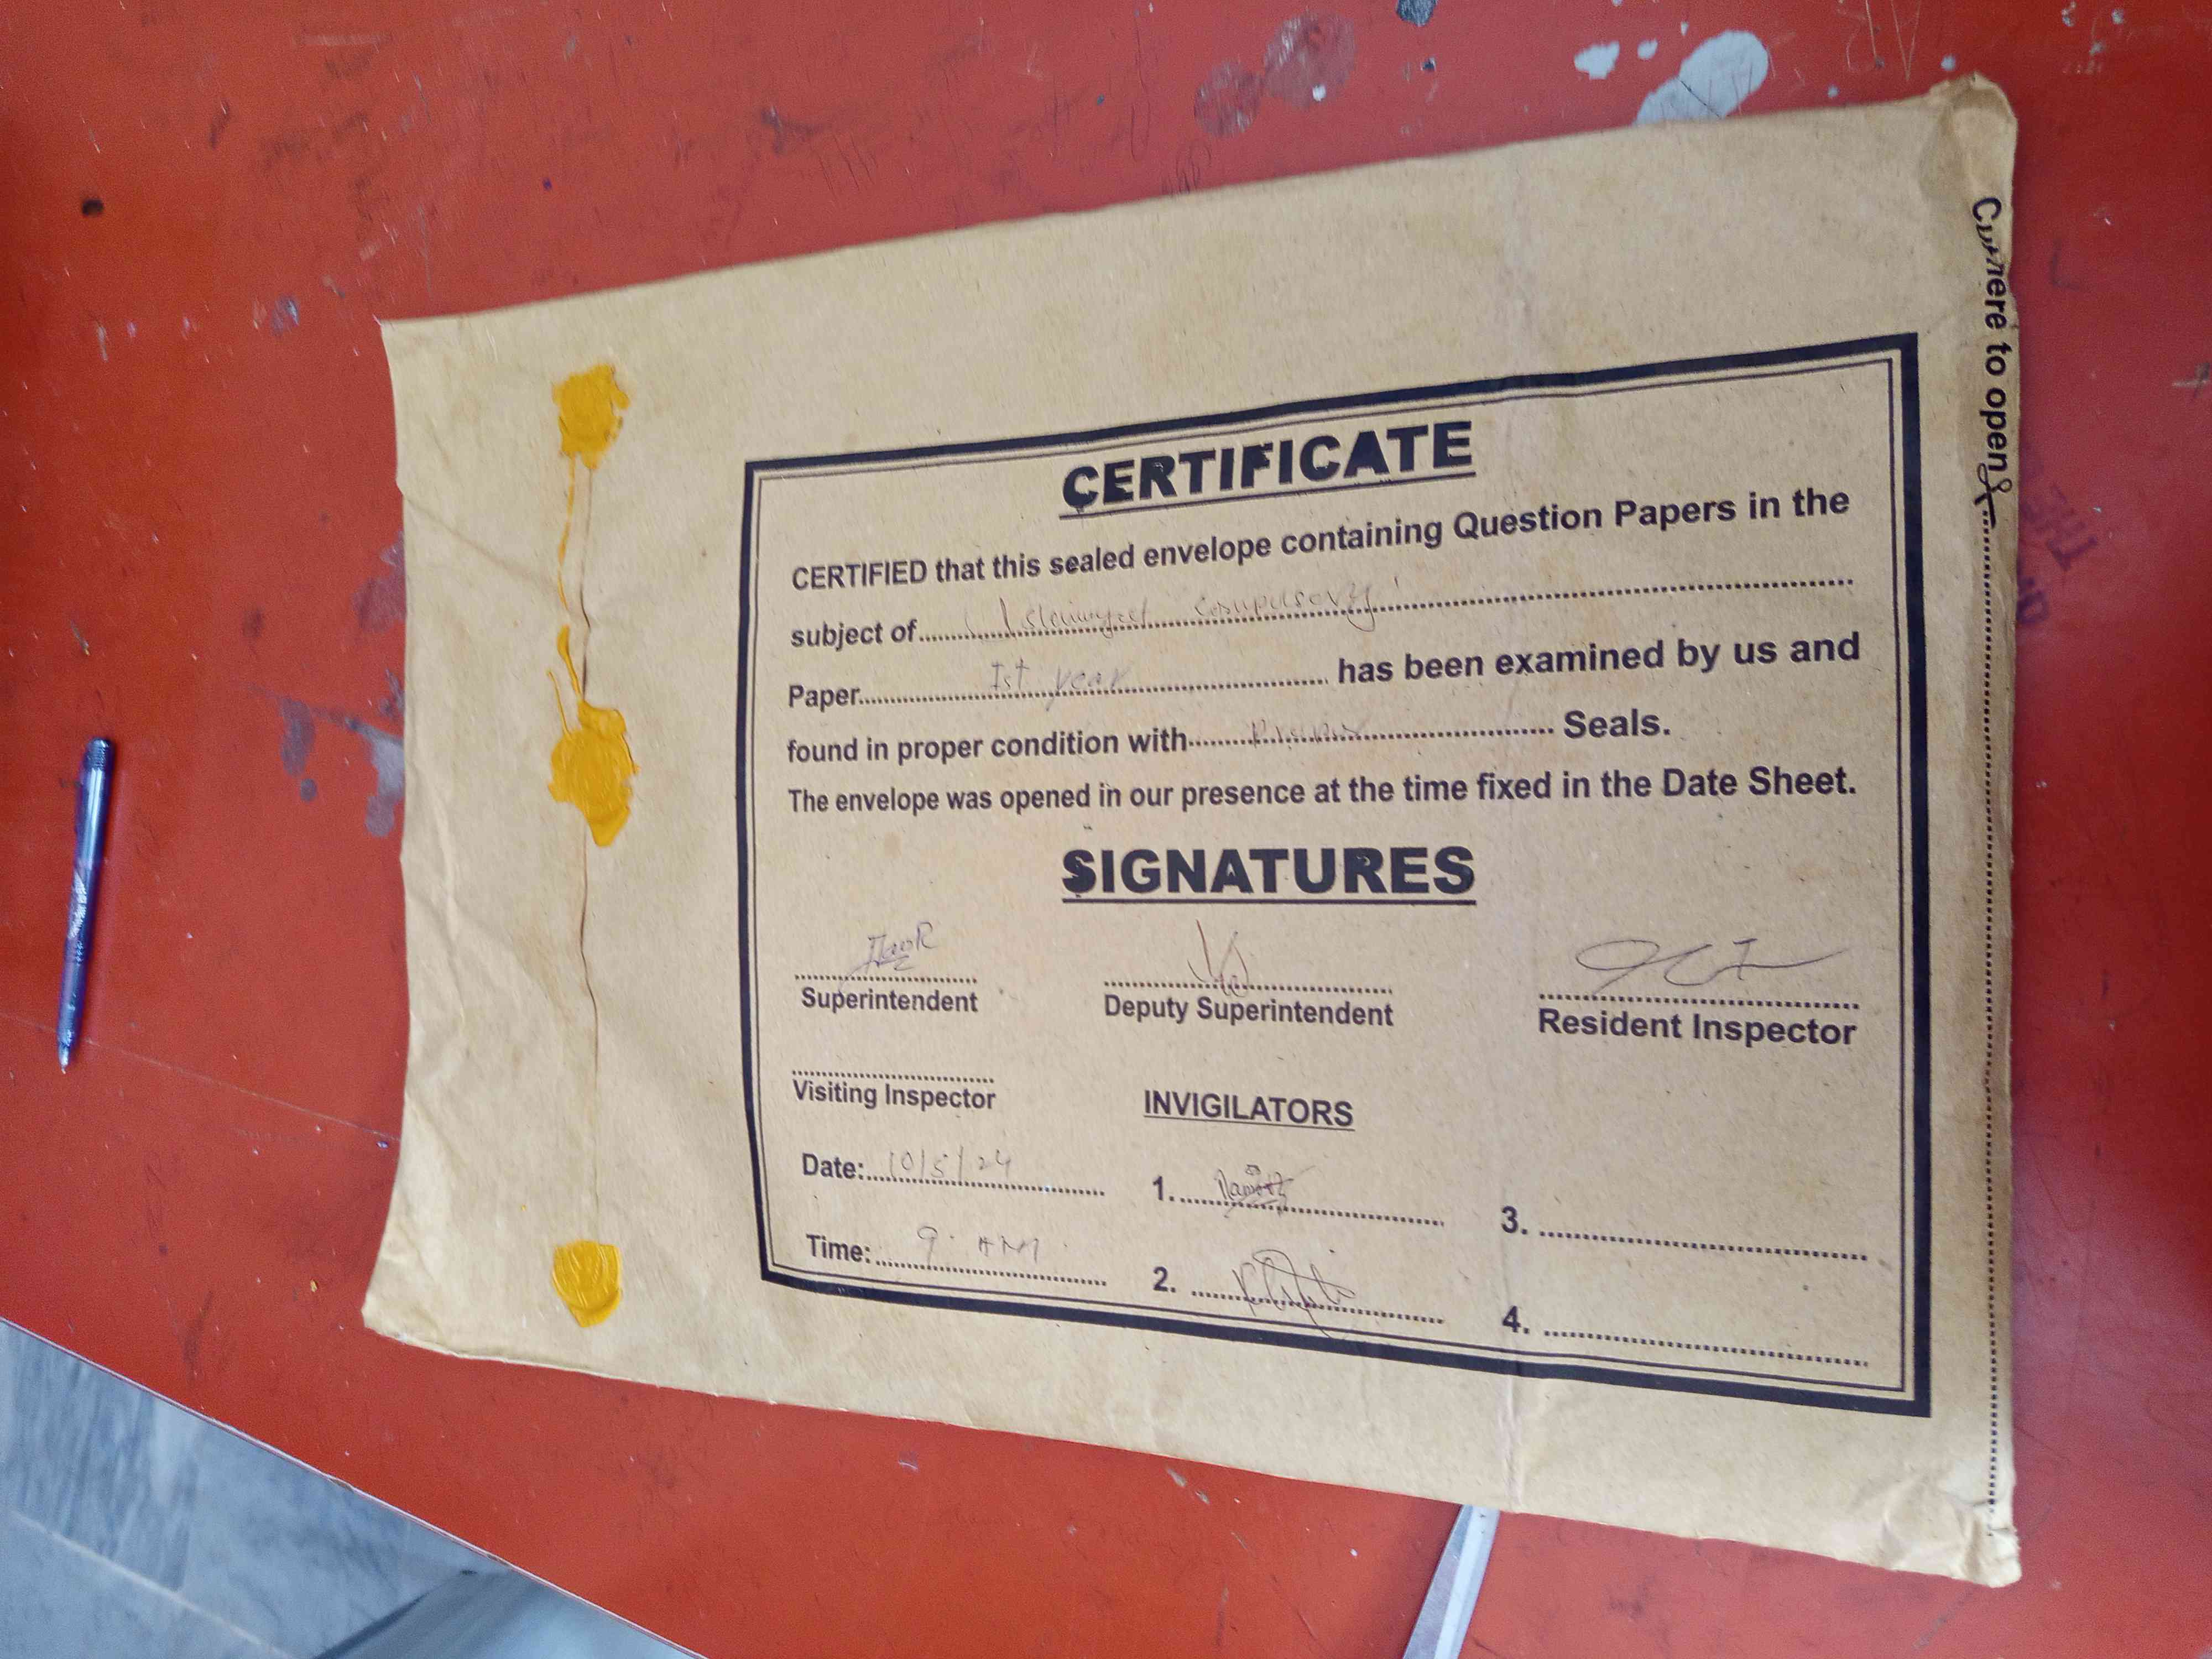 Cut here to open
CERTIFICATE
CERTIFIED that this sealed envelope containing Question Papers in the
subject of Islamiyat compulsory
Paper Ist year has been examined by us and
found in proper condition with Seals.
The envelope was opened in our presence at the time fixed in the Date Sheet.
SIGNATURES
Superintendent Deputy Superintendent Resident Inspector
Visiting Inspector INVIGILATORS
Date: 10/5/24 1. 3.
Time: 9. AM 2. 4.